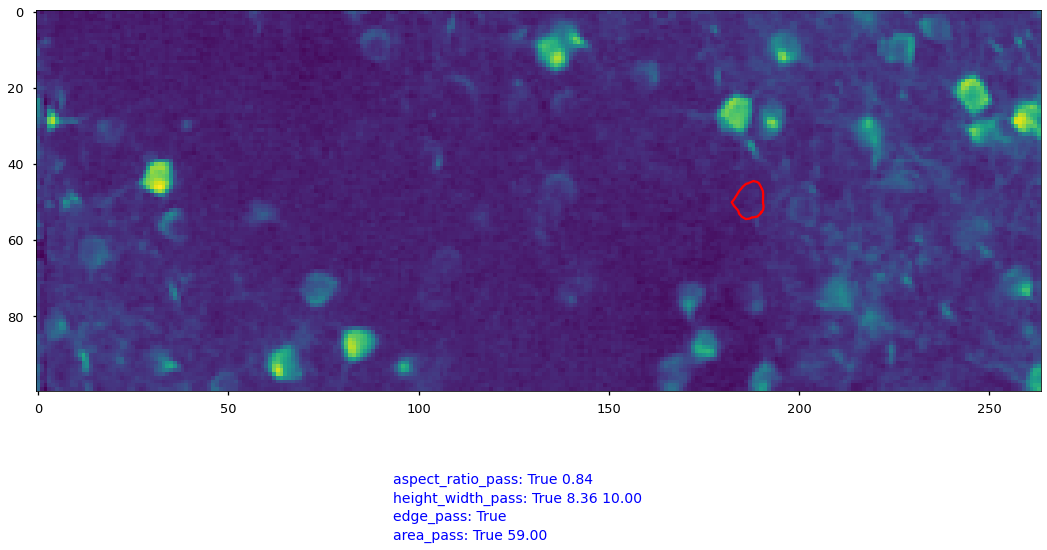 0
20
40
60
80
0 50 100 150 200 250
aspect_ratio_pass: True 0.84
height_width_pass: True 8.36 10.00
edge_pass: True
area_pass: True 59.00